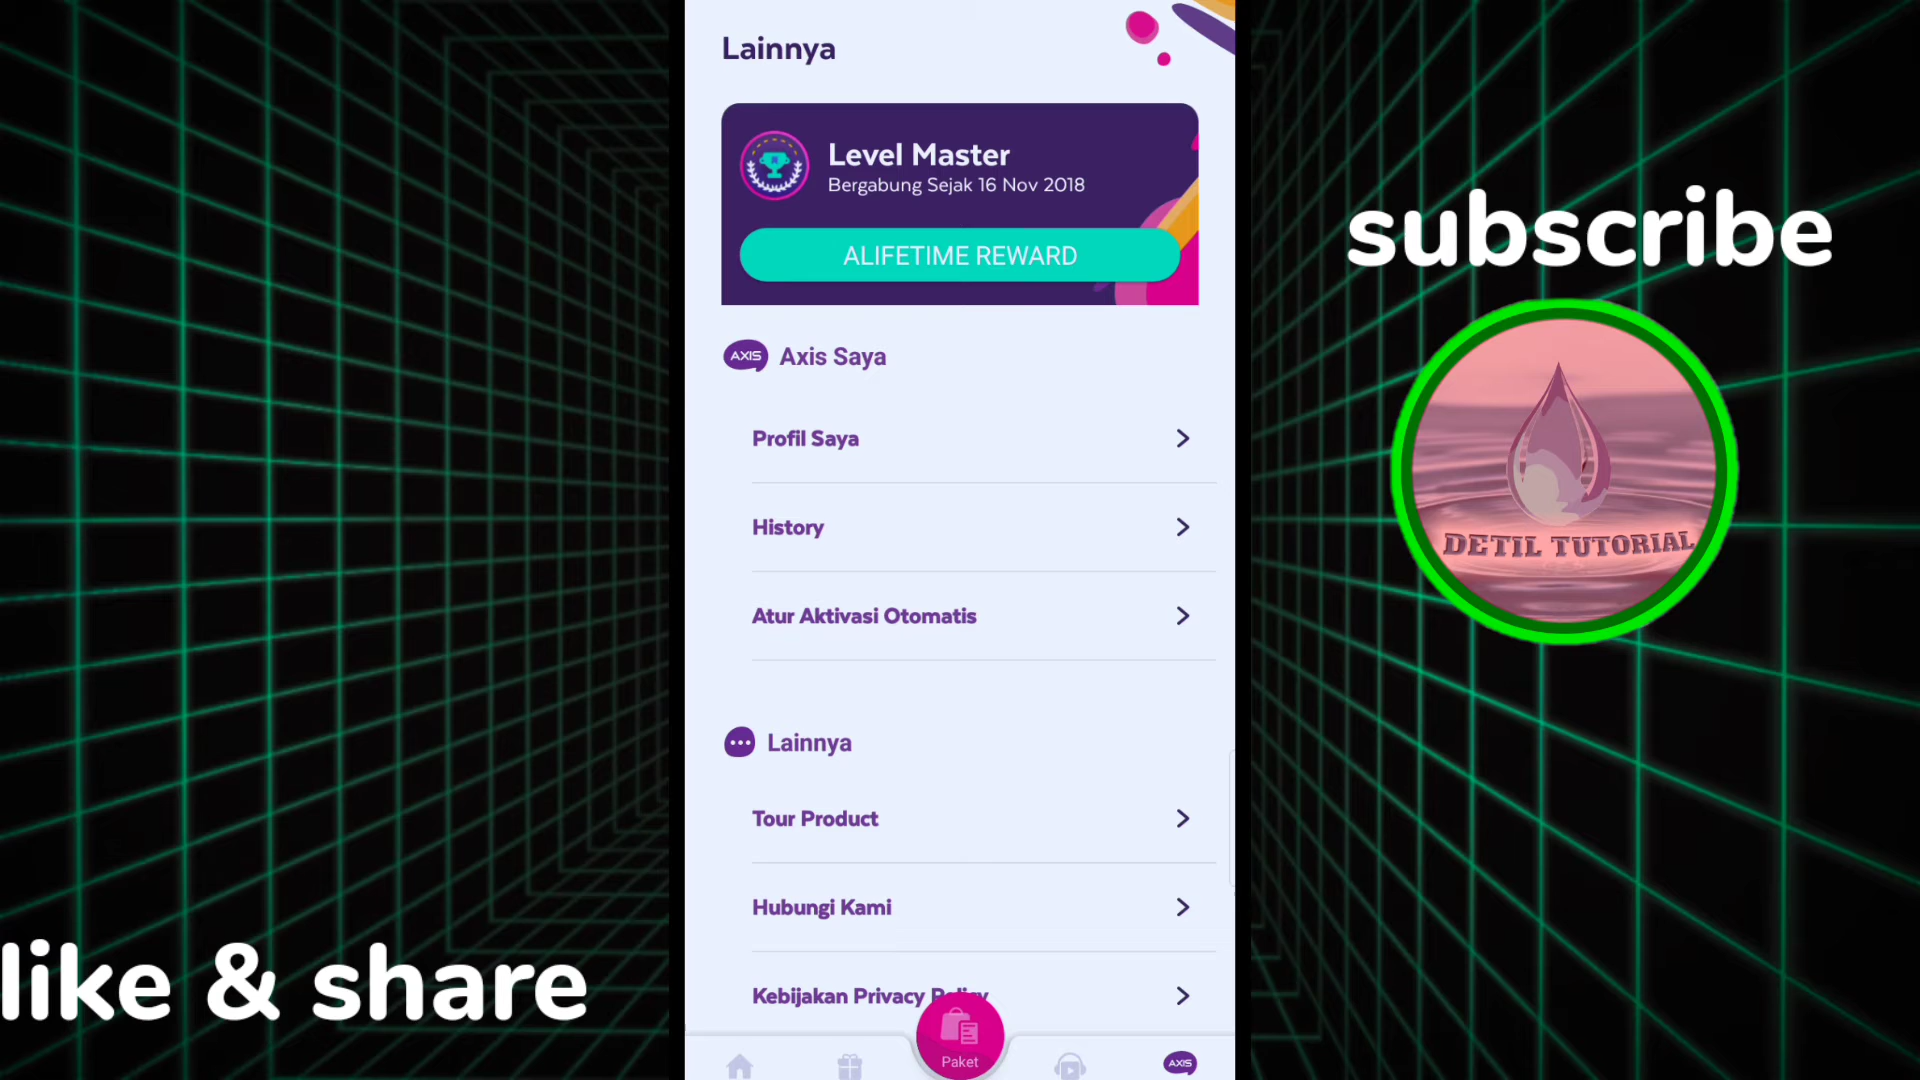 Lainnya
Level Master
Bergabung Sejak 16 Nov 2018
ALIFETIME REWARD
AXIS Axis Saya
Profil Saya
History
Atur Aktivasi Otomatis
Lainnya
Tour Product
Hubungi Kami
Kebijakan Privacy Policy
Paket
AXIS
subscribe
DETIL TUTORIAL
like & share